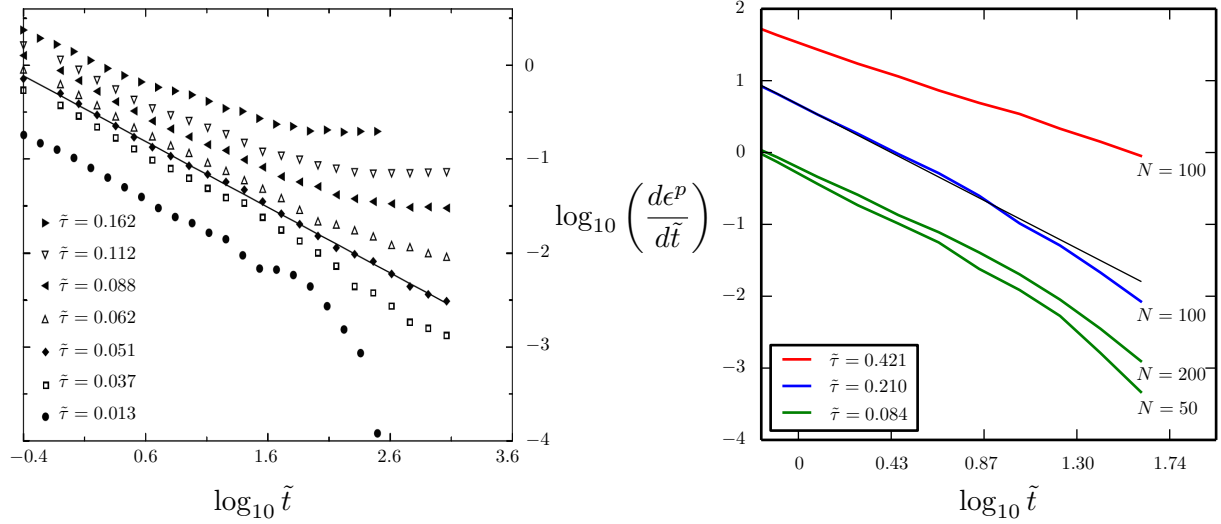 τ̃ = 0.162
τ̃ = 0.112
τ̃ = 0.088
τ̃ = 0.062
τ̃ = 0.051
τ̃ = 0.037
τ̃ = 0.013
0
−1
−2
−3
−4
−0.4 0.6 1.6 2.6 3.6
log₁₀ t̃
log₁₀ (dϵᵖ/dt̃)
2
1
0
−1
−2
−3
−4
N = 100
N = 100
N = 200
N = 50
τ̃ = 0.421
τ̃ = 0.210
τ̃ = 0.084
0 0.43 0.87 1.30 1.74
log₁₀ t̃